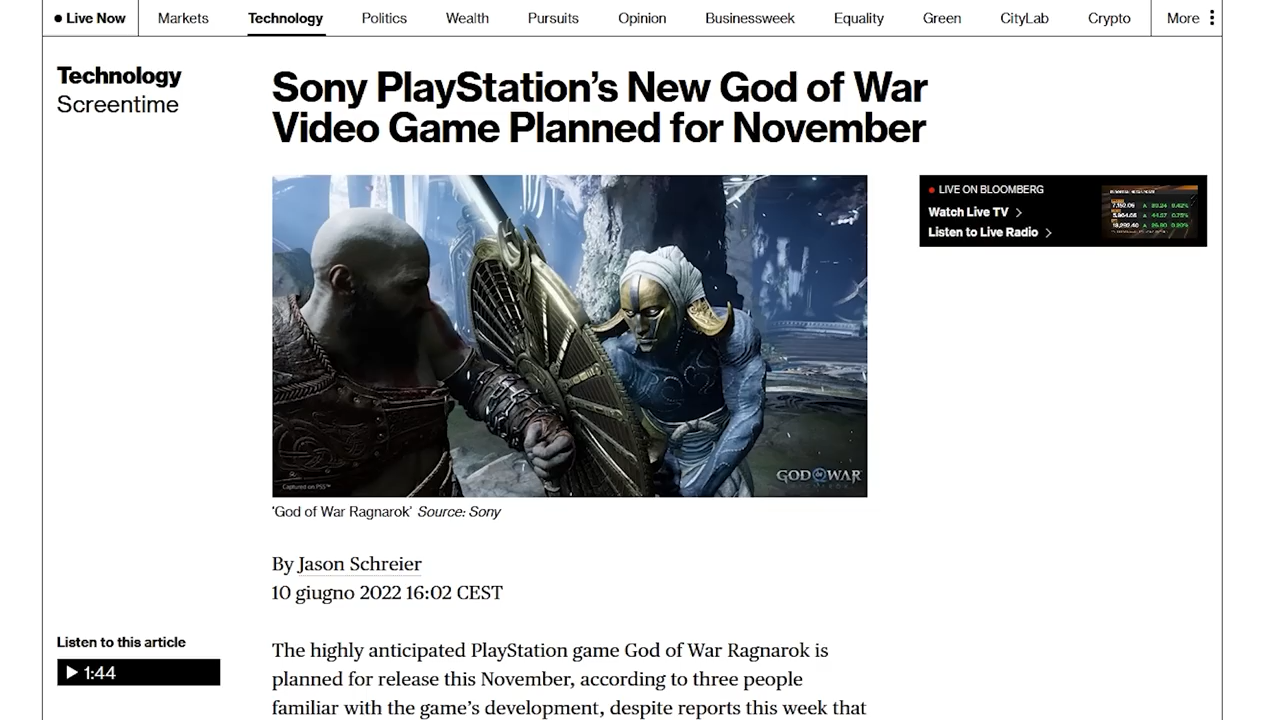 Live Now
Markets
Technology
Politics
Wealth
Pursuits
Opinion
Businessweek
Equality
Green
CityLab
Crypto
More
Technology
Screentime
Sony PlayStation’s New God of War
Video Game Planned for November
LIVE ON BLOOMBERG
Watch Live TV
Listen to Live Radio
Captured on PS5™
GOD OF WAR
‘God of War Ragnarok’ Source: Sony
By Jason Schreier
10 giugno 2022 16:02 CEST
Listen to this article
1:44
The highly anticipated PlayStation game God of War Ragnarok is
planned for release this November, according to three people
familiar with the game’s development, despite reports this week that